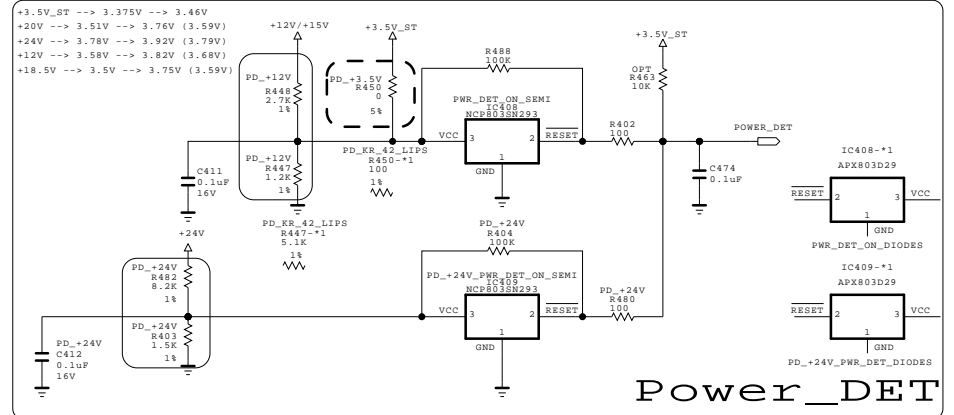 +3.5V_ST --> 3.375V --> 3.46V
+20V --> 3.51V --> 3.76V (3.59V)
+24V --> 3.78V --> 3.92V (3.79V)
+12V --> 3.58V --> 3.82V (3.68V)
+18.5V --> 3.5V --> 3.75V (3.59V)
+12V/+15V
+3.5V_ST
PD_+12V
R448
2.7K
1%
PD_+3.5V
R450
0
5%
R488
100K
PWR_DET_ON_SEMI
IC408
NCP803SN293
VCC
3
2
RESET
1
GND
+3.5V_ST
OPT
R463
10K
R402
100
POWER_DET
C474
0.1uF
C411
0.1uF
16V
PD_+12V
R447
1.2K
1%
PD_KR_42_LIPS
R450-*1
100
1%
PD_KR_42_LIPS
R447-*1
5.1K
1%
IC408-*1
APX803D29
RESET
2
3
VCC
1
GND
PWR_DET_ON_DIODES
+24V
PD_+24V
R482
8.2K
1%
PD_+24V
R403
1.5K
1%
PD_+24V
C412
0.1uF
16V
PD_+24V
R404
100K
PD_+24V_PWR_DET_ON_SEMI
IC409
NCP803SN293
VCC
3
2
RESET
1
GND
PD_+24V
R480
100
IC409-*1
APX803D29
RESET
2
3
VCC
1
GND
PD_+24V_PWR_DET_DIODES
Power_DET